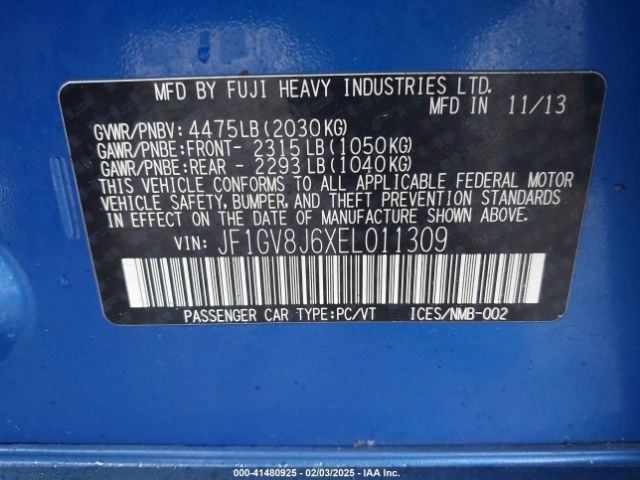 MFD BY FUJI HEAVY INDUSTRIES LTD.
MFD IN 11/13
GVWR/PNBV: 4475LB(2030KG)
GAWR/PNBE:FRONT- 2315LB(1050KG)
GAWR/PNBE:REAR - 2293LB(1040KG)
THIS VEHICLE CONFORMS TO ALL APPLICABLE FEDERAL MOTOR
VEHICLE SAFETY, BUMPER, AND THEFT PREVENTION STANDARDS
IN EFFECT ON THE DATE OF MANUFACTURE SHOWN ABOVE.
VIN: JF1GV8J6XEL011309
PASSENGER CAR TYPE:PC/VT ICES/NMB-002
00-41480925 | 02/03/2025 | IAA Inc.